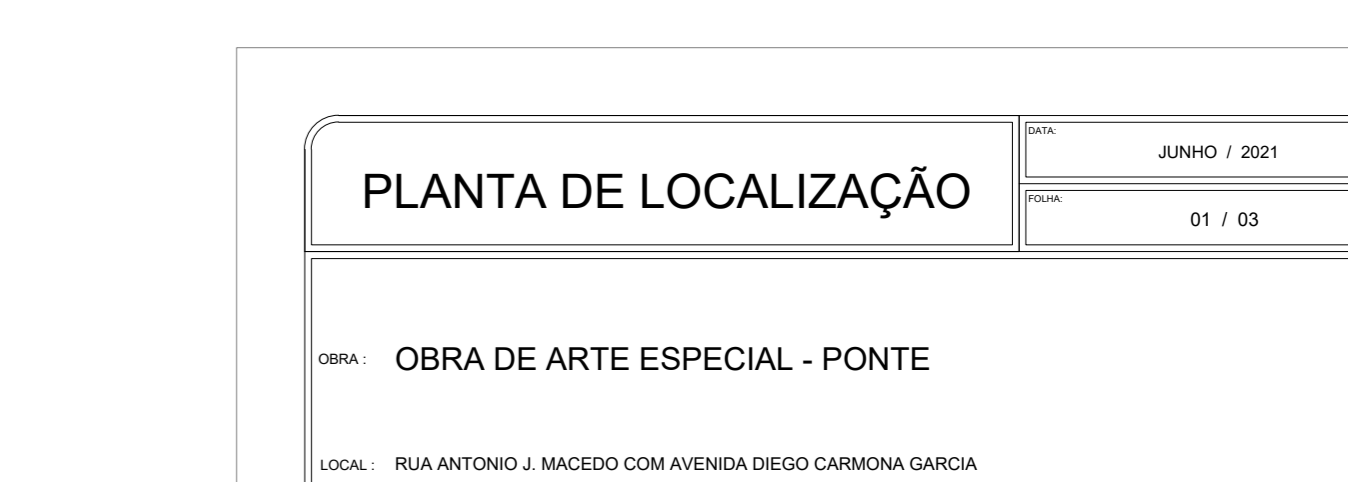 PLANTA DE LOCALIZAÇÃO
DATA:
JUNHO / 2021
FOLHA:
01 / 03
OBRA : OBRA DE ARTE ESPECIAL - PONTE
LOCAL : RUA ANTONIO J. MACEDO COM AVENIDA DIEGO CARMONA GARCIA